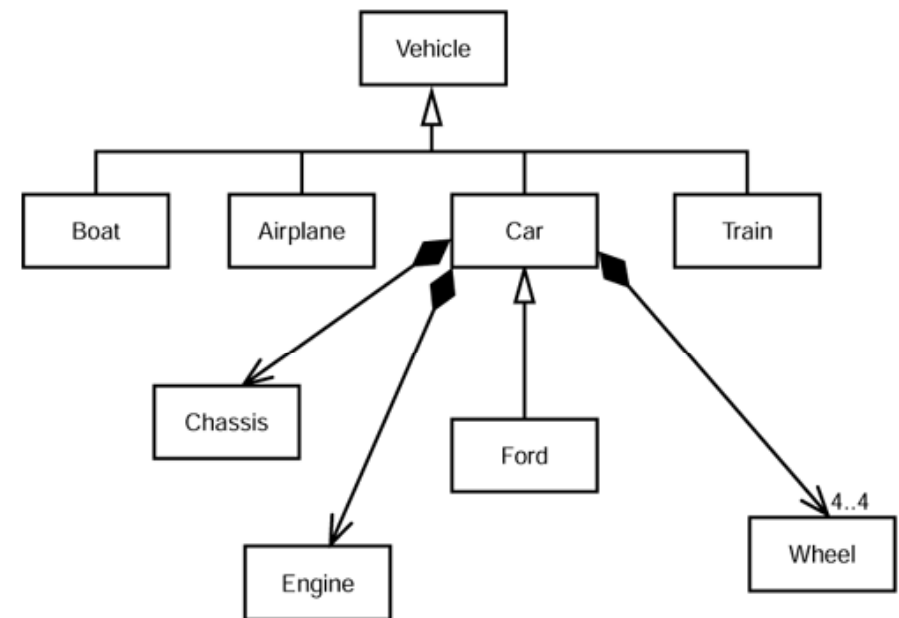 Vehicle
Boat
Airplane
Car
Train
Chassis
Ford
4..4
Wheel
Engine